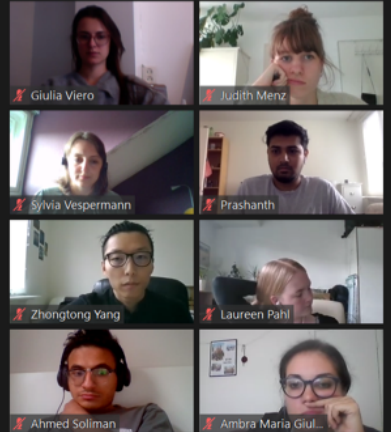 Giulia Viero
Judith Menz
Sylvia Vespermann
Prashanth
Zhongtong Yang
Laureen Pahl
Ahmed Soliman
Ambra Maria Giul...